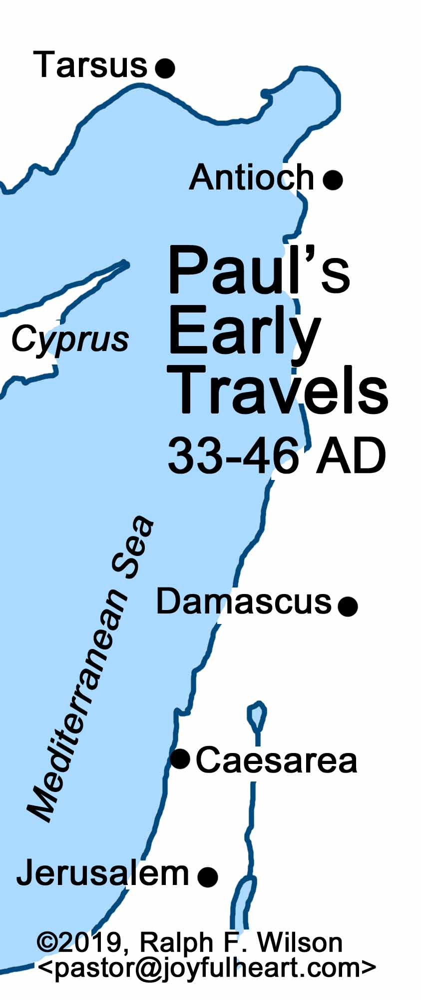 Tarsus
Antioch
Paul’s
Early
Travels
33-46 AD
Cyprus
Mediterranean Sea
Damascus
Caesarea
Jerusalem
©2019, Ralph F. Wilson
<pastor@joyfulheart.com>